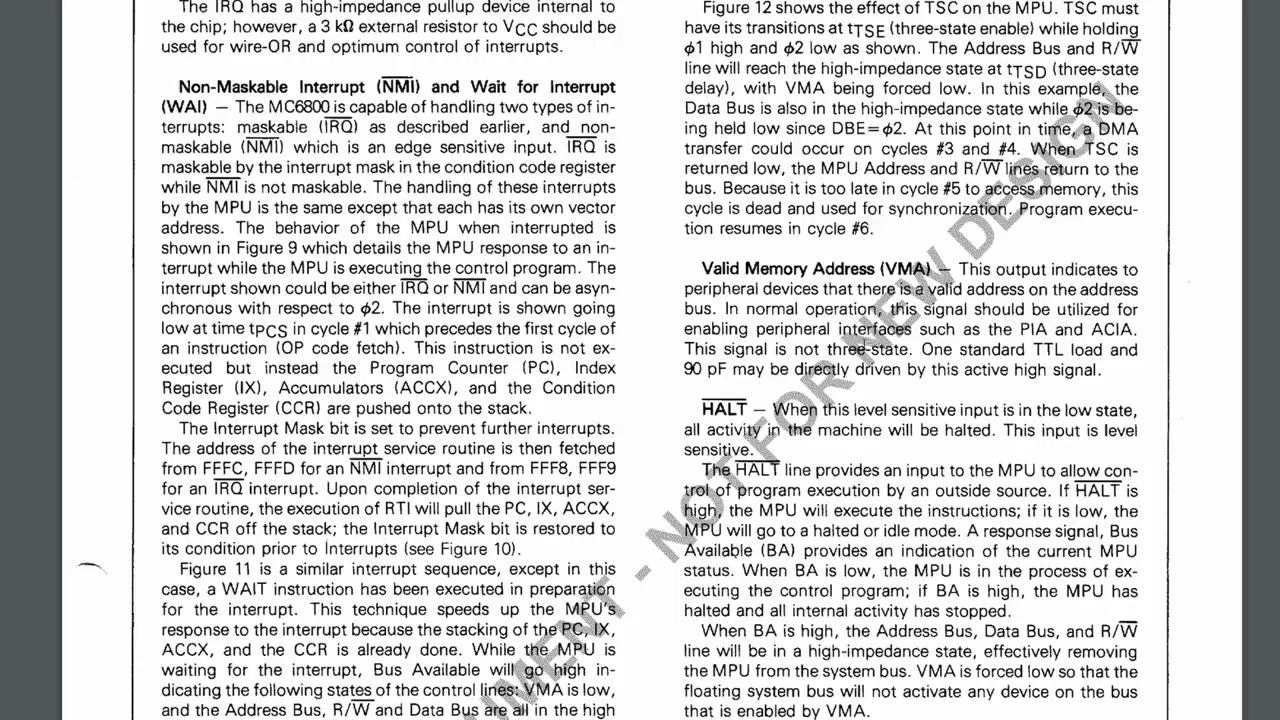 The IRQ has a high-impedance pullup device internal to
the chip; however, a 3 kΩ external resistor to VCC should be
used for wire-OR and optimum control of interrupts.
Non-Maskable Interrupt (NMI) and Wait for Interrupt
(WAI) — The MC6800 is capable of handling two types of in-
terrupts: maskable (IRQ) as described earlier, and non-
maskable (NMI) which is an edge sensitive input. IRQ is
maskable by the interrupt mask in the condition code register
while NMI is not maskable. The handling of these interrupts
by the MPU is the same except that each has its own vector
address. The behavior of the MPU when interrupted is
shown in Figure 9 which details the MPU response to an in-
terrupt while the MPU is executing the control program. The
interrupt shown could be either IRQ or NMI and can be asyn-
chronous with respect to ϕ2. The interrupt is shown going
low at time tPCS in cycle #1 which precedes the first cycle of
an instruction (OP code fetch). This instruction is not ex-
ecuted but instead the Program Counter (PC), Index
Register (IX), Accumulators (ACCX), and the Condition
Code Register (CCR) are pushed onto the stack.
The Interrupt Mask bit is set to prevent further interrupts.
The address of the interrupt service routine is then fetched
from FFFC, FFFD for an NMI interrupt and from FFF8, FFF9
for an IRQ interrupt. Upon completion of the interrupt ser-
vice routine, the execution of RTI will pull the PC, IX, ACCX,
and CCR off the stack; the Interrupt Mask bit is restored to
its condition prior to Interrupts (see Figure 10).
Figure 11 is a similar interrupt sequence, except in this
case, a WAIT instruction has been executed in preparation
for the interrupt. This technique speeds up the MPU's
response to the interrupt because the stacking of the PC, IX,
ACCX, and the CCR is already done. While the MPU is
waiting for the interrupt, Bus Available will go high in-
dicating the following states of the control lines: VMA is low,
and the Address Bus, R/W and Data Bus are all in the high
Figure 12 shows the effect of TSC on the MPU. TSC must
have its transitions at tTSE (three-state enable) while holding
ϕ1 high and ϕ2 low as shown. The Address Bus and R/W
line will reach the high-impedance state at tTSD (three-state
delay), with VMA being forced low. In this example, the
Data Bus is also in the high-impedance state while ϕ2 is be-
ing held low since DBE=ϕ2. At this point in time, a DMA
transfer could occur on cycles #3 and #4. When TSC is
returned low, the MPU Address and R/W lines return to the
bus. Because it is too late in cycle #5 to access memory, this
cycle is dead and used for synchronization. Program execu-
tion resumes in cycle #6.
Valid Memory Address (VMA) — This output indicates to
peripheral devices that there is a valid address on the address
bus. In normal operation, this signal should be utilized for
enabling peripheral interfaces such as the PIA and ACIA.
This signal is not three-state. One standard TTL load and
90 pF may be directly driven by this active high signal.
HALT — When this level sensitive input is in the low state,
all activity in the machine will be halted. This input is level
sensitive.
The HALT line provides an input to the MPU to allow con-
trol of program execution by an outside source. If HALT is
high, the MPU will execute the instructions; if it is low, the
MPU will go to a halted or idle mode. A response signal, Bus
Available (BA) provides an indication of the current MPU
status. When BA is low, the MPU is in the process of ex-
ecuting the control program; if BA is high, the MPU has
halted and all internal activity has stopped.
When BA is high, the Address Bus, Data Bus, and R/W
line will be in a high-impedance state, effectively removing
the MPU from the system bus. VMA is forced low so that the
floating system bus will not activate any device on the bus
that is enabled by VMA.
UMENT - NOT FOR NEW DESIGN